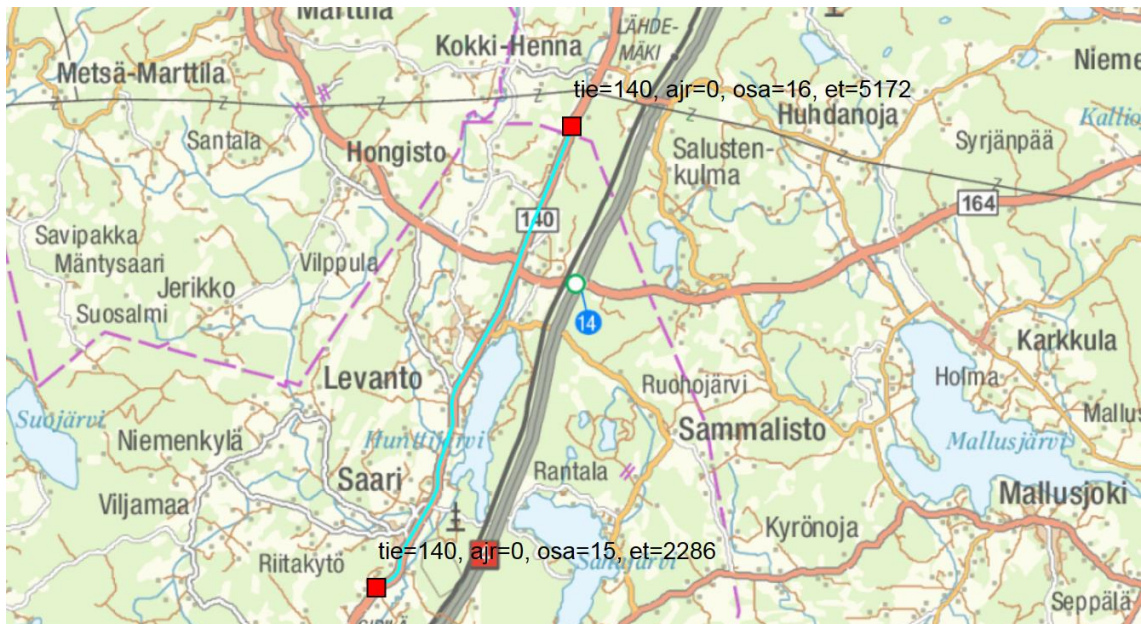 Marttila
LÄHDE-
MÄKI
Kokki-Henna
Metsä-Marttila
Nieme
tie=140, ajr=0, osa=16, et=5172
Huhdanoja
Kallio
Santala
Hongisto
Salusten-
kulma
Syrjänpää
140
164
Savipakka
Mäntysaari
Vilppula
Jerikko
Suosalmi
14
Karkkula
Levanto
Ruohojärvi
Holma
Suojärvi
Mallus
Niemenkylä
Hunttijärvi
Sammalisto
Mallusjärvi
Saari
Rantala
Viljamaa
Mallusjoki
Kyrönoja
tie=140, ajr=0, osa=15, et=2286
Riitakytö
Seppälä